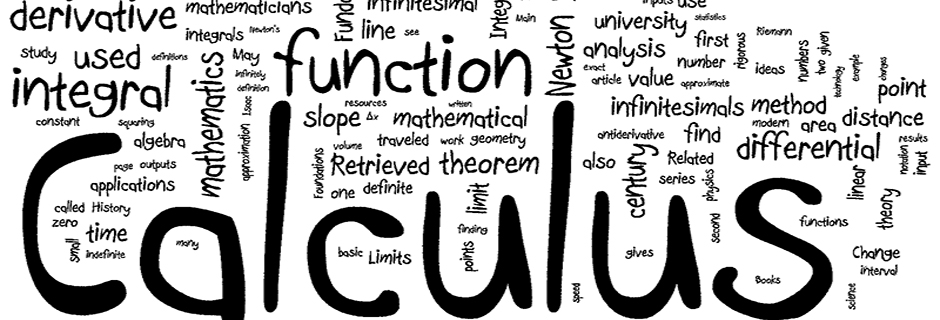 derivative
mathematicians
infinitesimal
use
integrals
Newton's
line
see
Main
university
statistics
study
used
definitions
May
function
Newton
analysis
first
rigorous
Riemann
exact
number
ideas
numbers
two
given
example
changes
integral
mathematics
infinitely
definition
Isaac
article
value
approximate
technology
point
resources
written
constant
squaring
slope
Δx
mathematical
infinitesimals
method
modern
area
distance
algebra
approximation
volume
traveled
work
geometry
antiderivative
find
differential
results
notation
input
page
outputs
Foundations
Retrieved
theorem
also
century
Related
applications
one
definite
limit
series
physics
linear
theory
called
History
zero
time
small
indefinite
many
basic
Limits
finding
points
gives
second
functions
Change
interval
Books
speed
science
Calculus